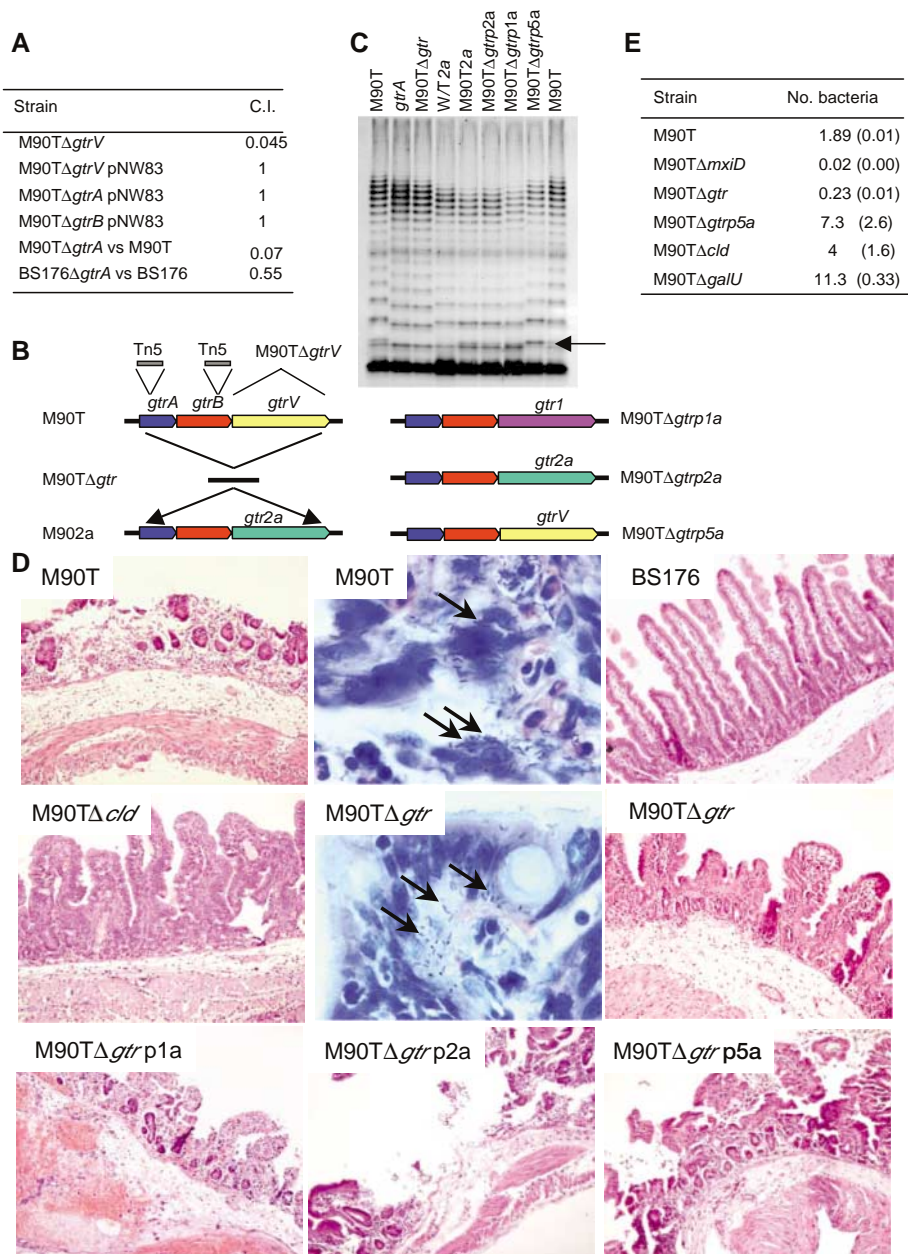 A
Strain C.I.
M90TΔgtrV 0.045
M90TΔgtrV pNW83 1
M90TΔgtrA pNW83 1
M90TΔgtrB pNW83 1
M90TΔgtrA vs M90T 0.07
BS176ΔgtrA vs BS176 0.55
B
Tn5 Tn5 M90TΔgtrV
gtrA gtrB gtrV
M90T
M90TΔgtr
gtr2a
M902a
gtr1
M90TΔgtrp1a
gtr2a
M90TΔgtrp2a
gtrV
M90TΔgtrp5a
C
M90T
gtrA
M90TΔgtr
W/T2a
M90T2a
M90TΔgtrp2a
M90TΔgtrp1a
M90TΔgtrp5a
M90T
E
Strain No. bacteria
M90T 1.89 (0.01)
M90TΔmxiD 0.02 (0.00)
M90TΔgtr 0.23 (0.01)
M90TΔgtrp5a 7.3 (2.6)
M90TΔcld 4 (1.6)
M90TΔgalU 11.3 (0.33)
D
M90T
M90T
BS176
M90TΔcld
M90TΔgtr
M90TΔgtr
M90TΔgtr p1a
M90TΔgtr p2a
M90TΔgtr p5a